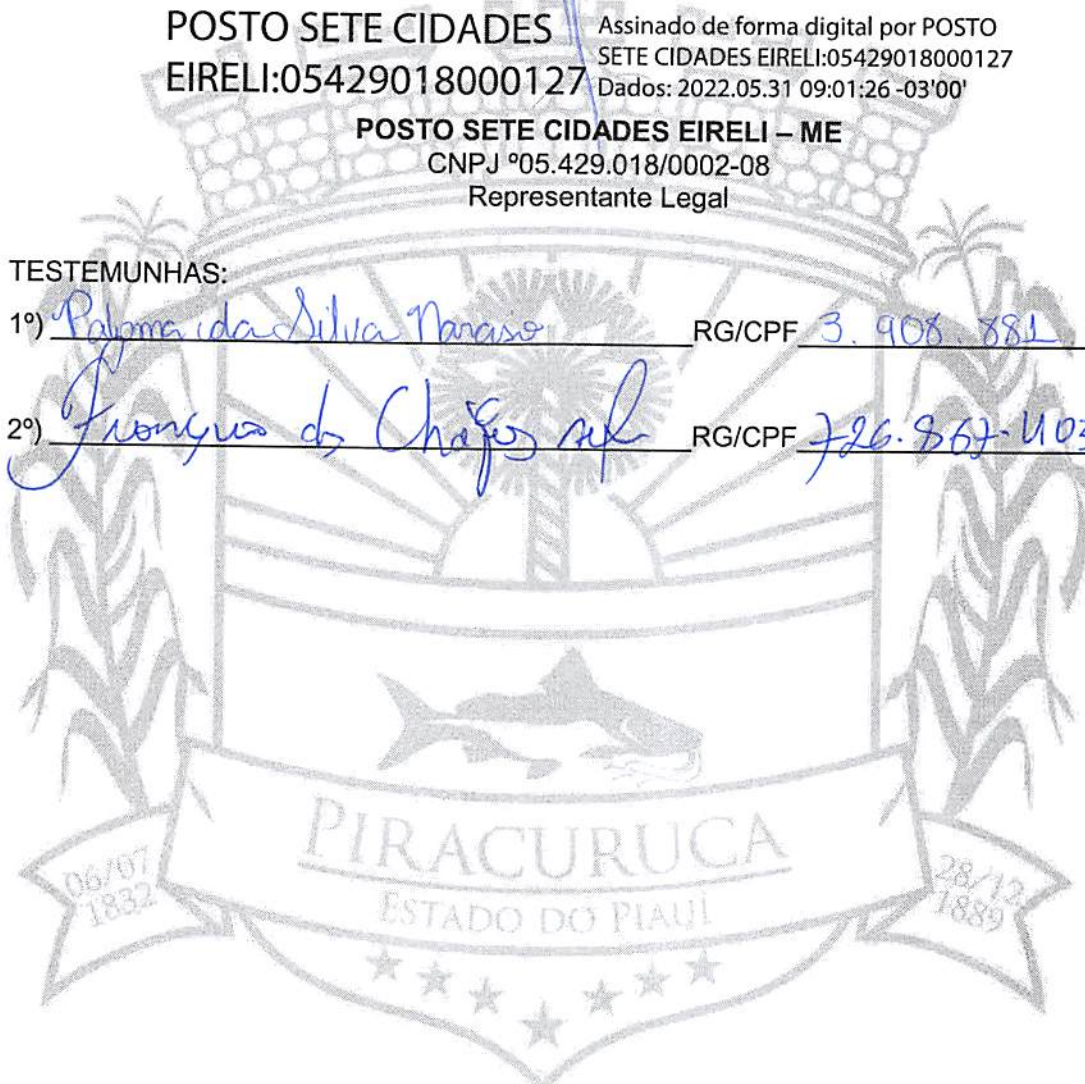 POSTO SETE CIDADES
EIRELI:05429018000127
Assinado de forma digital por POSTO
SETE CIDADES EIRELI:05429018000127
Dados: 2022.05.31 09:01:26 -03'00'
POSTO SETE CIDADES EIRELI – ME
CNPJ º05.429.018/0002-08
Representante Legal
TESTEMUNHAS:
1º) Paloma da Silva RG/CPF 3.908.881
2º) RG/CPF
PIRACURUCA
ESTADO DO PIAUÍ
06/07
1832
28/12
1889